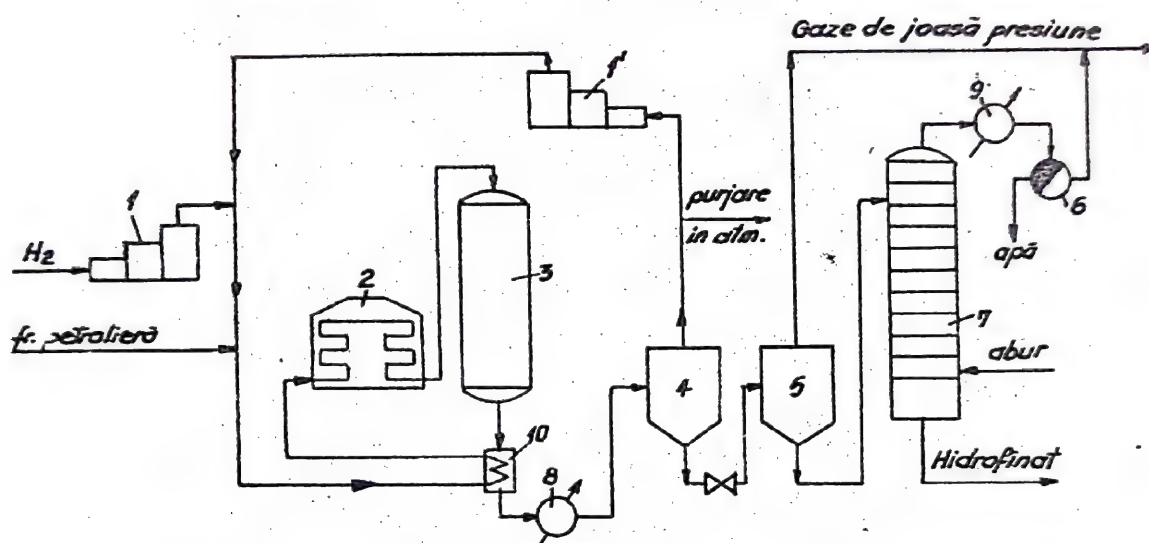 Gaze de joasă presiune
1'
9
1
purjare
in atm.
6
H2
2
3
apă
7
fr. petrolieră
abur
4
5
10
8
Hidrofinat